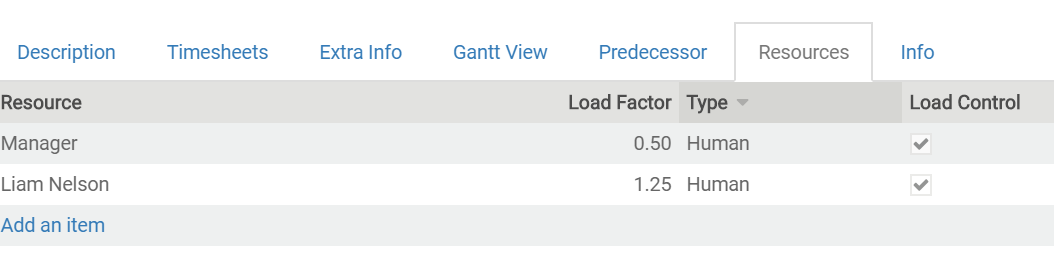 Description Timesheets Extra Info Gantt View Predecessor Resources Info
Resource Load Factor Type Load Control
Manager 0.50 Human
Liam Nelson 1.25 Human
Add an item